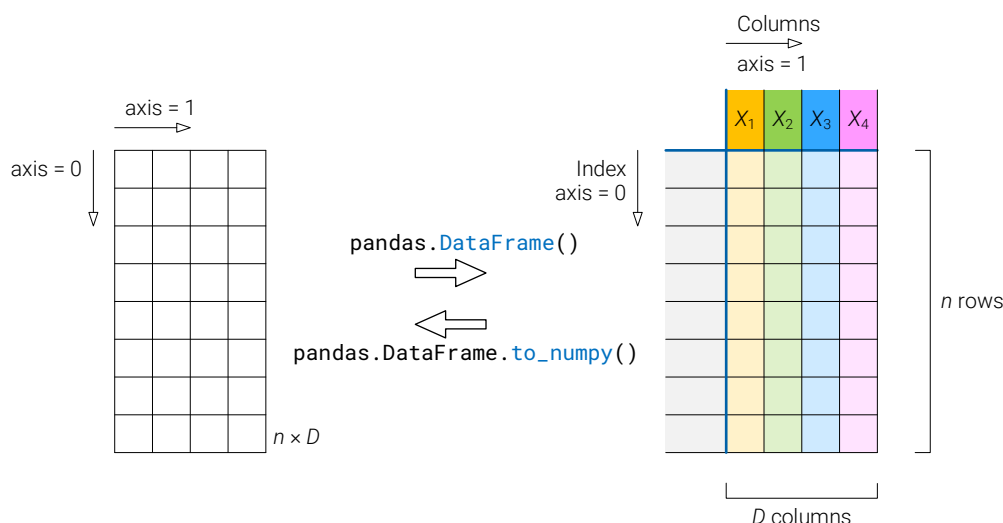 axis = 1
axis = 0
n × D
pandas.DataFrame()
pandas.DataFrame.to_numpy()
Columns
axis = 1
X₁ X₂ X₃ X₄
Index
axis = 0
n rows
D columns